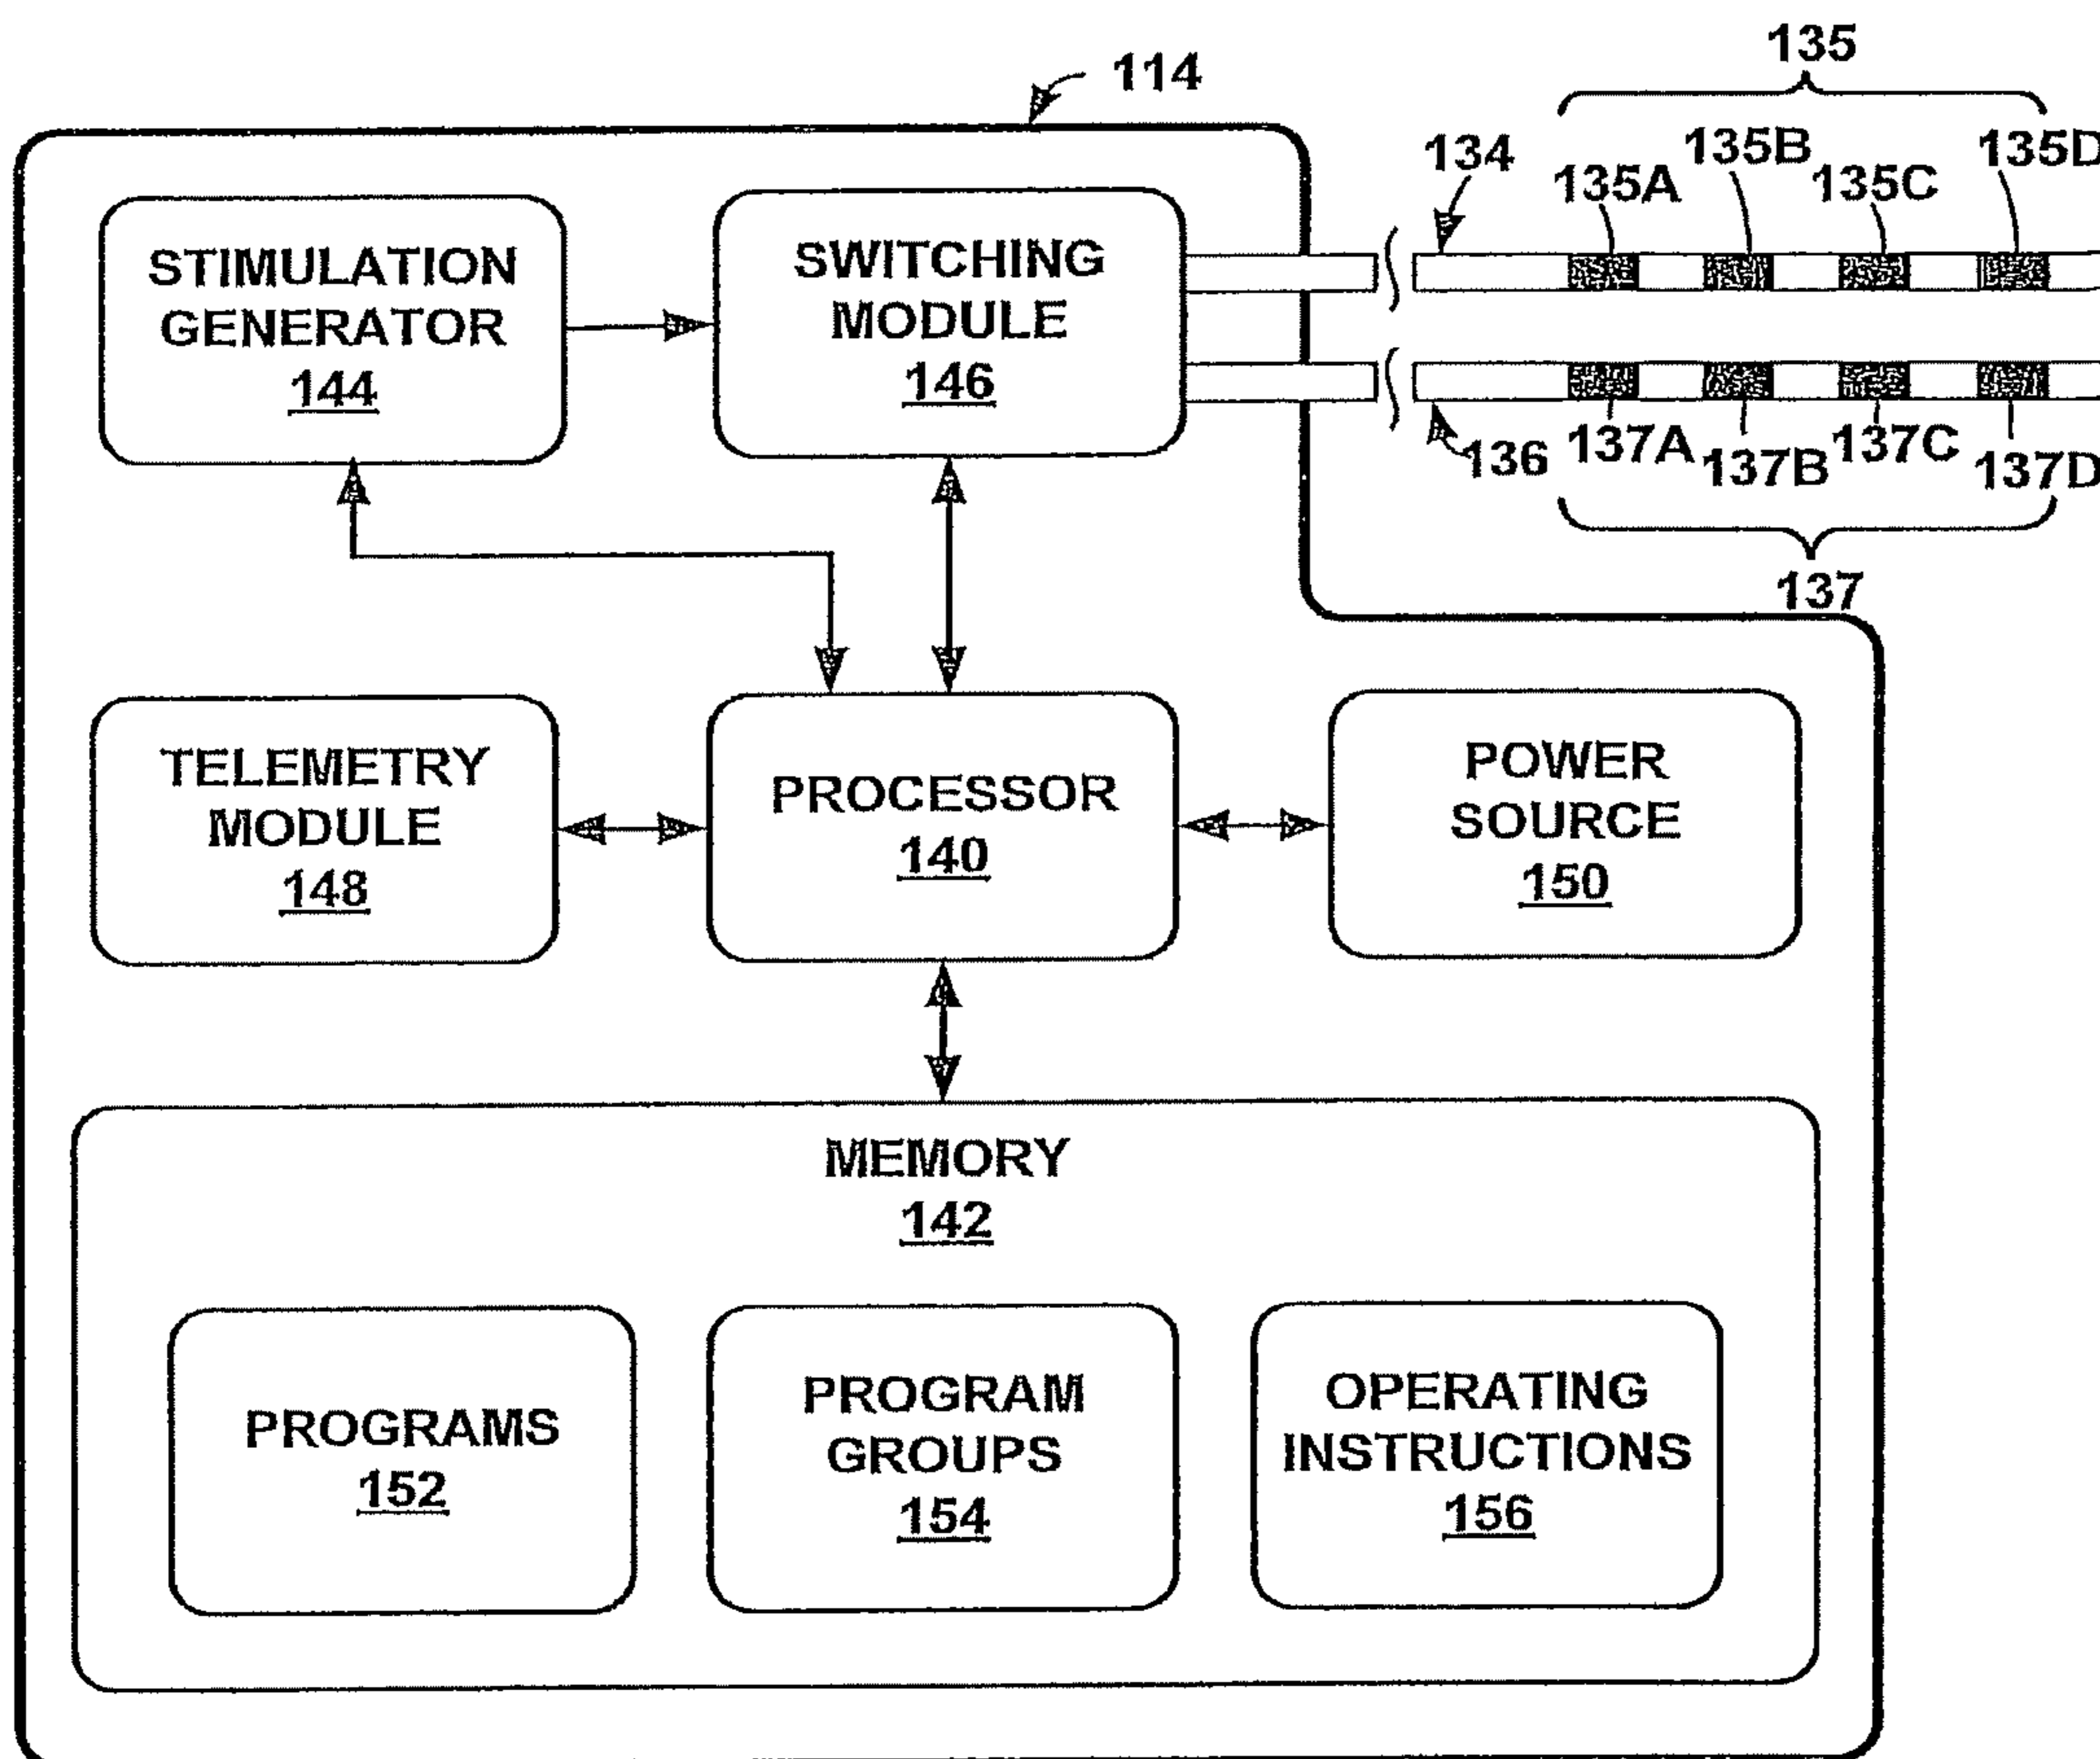 135
114
134
135A
135B
135C
135D
STIMULATION
GENERATOR
144
SWITCHING
MODULE
146
136
137A
137B
137C
137D
137
TELEMETRY
MODULE
148
PROCESSOR
140
POWER
SOURCE
150
MEMORY
142
PROGRAMS
152
PROGRAM
GROUPS
154
OPERATING
INSTRUCTIONS
156